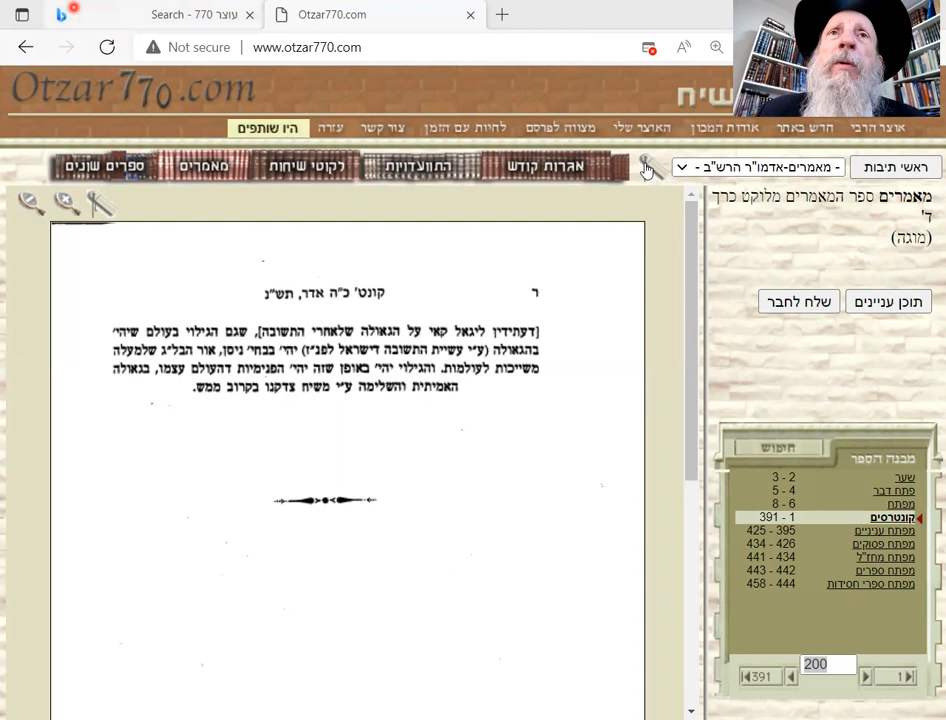 עוצר 770 - Search
Otzar770.com
Not secure
www.otzar770.com
Otzar770.com
שיח
אוצר הרבי
חדש באתר
אודות המכון
האוצר שלי
מצווה לפרסם
לחיות עם הזמן
צור קשר
עזרה
היו שותפים
ראשי תיבות
- מאמרים-אדמו"ר הרש"ב -
אגרות קודש
התוועדויות
לקוטי שיחות
מאמרים
ספרים שונים
מאמרים ספר המאמרים מלוקט כרך
ד'
(מוגה)
תוכן עניינים
שלח לחבר
ר
קונט' כ"ה אדר, תש"נ
[דעתידין ליגאל קאי על הגאולה שלאחרי התשובה], שגם הגילוי בעולם שיהי'
בהגאולה (ע"י עשיית התשובה דישראל לפנ"ז) יהי' בבחי' ניסן, אור הבל"ג שלמעלה
משייכות לעולמות. והגילוי יהי' באופן שזה יהי' הפנימיות דהעולם עצמו, בגאולה
האמיתית והשלימה ע"י משיח צדקנו בקרוב ממש.
חיפוש
מבנה הספר
שער 2 - 3
פתח דבר 4 - 5
מפתח 6 - 8
קונטרסים 1 - 391
מפתח עניניים 395 - 425
מפתח פסוקים 426 - 434
מפתח מחז"ל 434 - 441
מפתח ספרים 442 - 443
מפתח ספרי חסידות 444 - 458
200
391
1